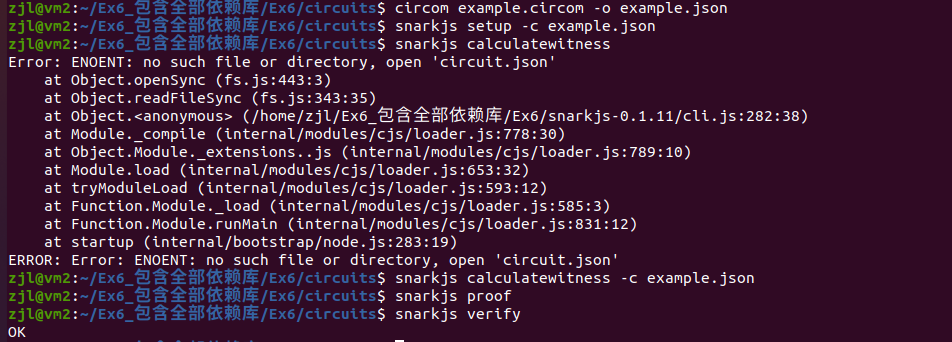 zjl@vm2:~/Ex6_包含全部依赖库/Ex6/circuits$ circom example.circom -o example.json
zjl@vm2:~/Ex6_包含全部依赖库/Ex6/circuits$ snarkjs setup -c example.json
zjl@vm2:~/Ex6_包含全部依赖库/Ex6/circuits$ snarkjs calculatewitness
Error: ENOENT: no such file or directory, open 'circuit.json'
    at Object.openSync (fs.js:443:3)
    at Object.readFileSync (fs.js:343:35)
    at Object.<anonymous> (/home/zjl/Ex6_包含全部依赖库/Ex6/snarkjs-0.1.11/cli.js:282:38)
    at Module._compile (internal/modules/cjs/loader.js:778:30)
    at Object.Module._extensions..js (internal/modules/cjs/loader.js:789:10)
    at Module.load (internal/modules/cjs/loader.js:653:32)
    at tryModuleLoad (internal/modules/cjs/loader.js:593:12)
    at Function.Module._load (internal/modules/cjs/loader.js:585:3)
    at Function.Module.runMain (internal/modules/cjs/loader.js:831:12)
    at startup (internal/bootstrap/node.js:283:19)
ERROR: Error: ENOENT: no such file or directory, open 'circuit.json'
zjl@vm2:~/Ex6_包含全部依赖库/Ex6/circuits$ snarkjs calculatewitness -c example.json
zjl@vm2:~/Ex6_包含全部依赖库/Ex6/circuits$ snarkjs proof
zjl@vm2:~/Ex6_包含全部依赖库/Ex6/circuits$ snarkjs verify
OK